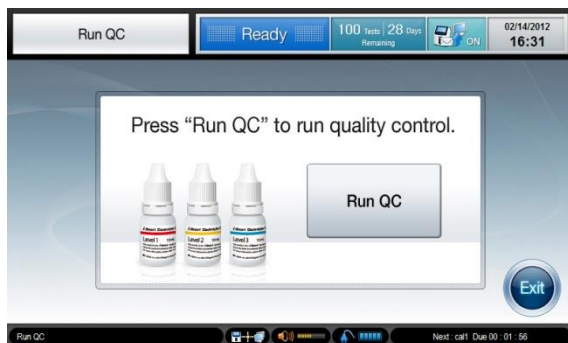 Run QC
Ready
100 Tests 28 Days
Remaining
ON
02/14/2012
16:31
Press “Run QC” to run quality control.
Level 1
Level 2
Level 3
Run QC
Exit
Run QC
Next : cal1 Due 00 : 01 : 56